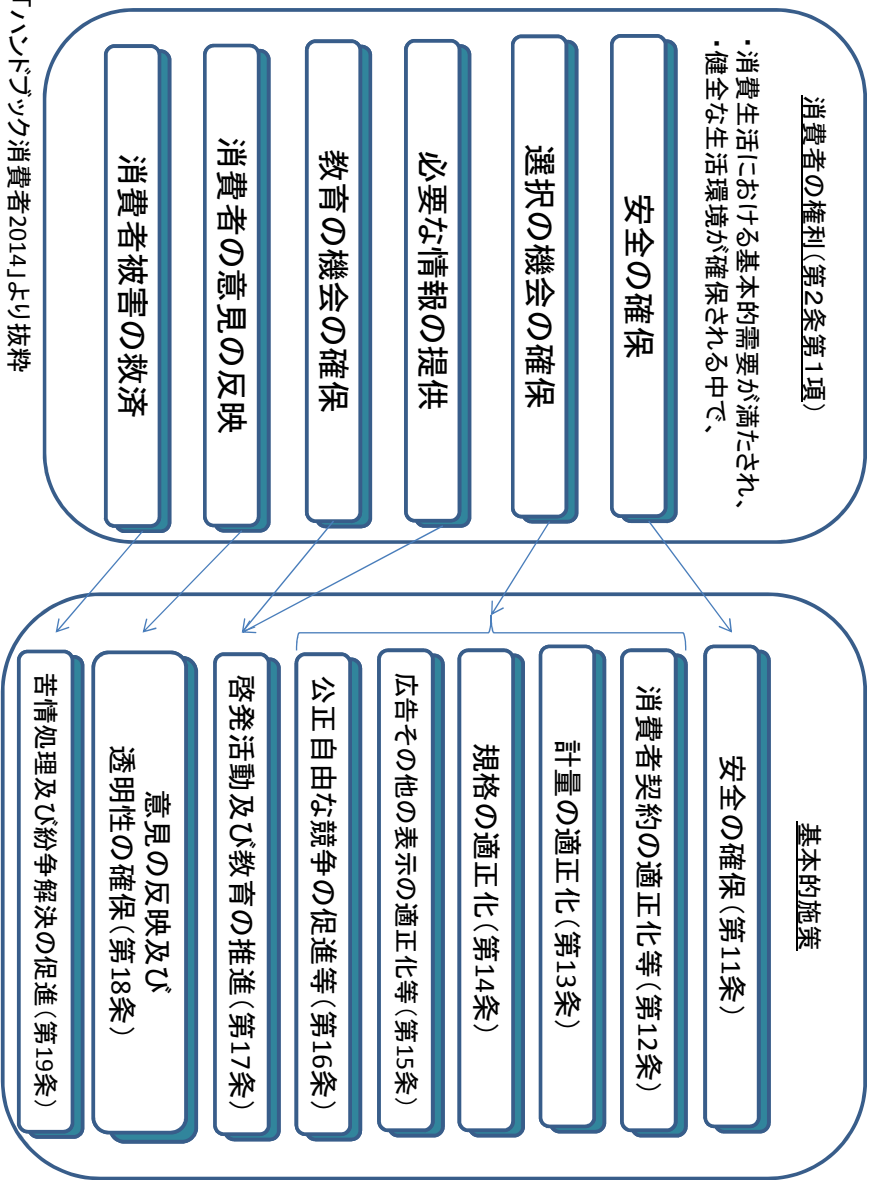 消費者の権利（第２条第１項）
・消費生活における基本的需要が満たされ、
・健全な生活環境が確保される中で、
安全の確保
選択の機会の確保
必要な情報の提供
教育の機会の確保
消費者の意見の反映
消費者被害の救済
基本的施策
安全の確保（第11条）
消費者契約の適正化等（第12条）
計量の適正化（第13条）
規格の適正化（第14条）
広告その他の表示の適正化等（第15条）
公正自由な競争の促進等（第16条）
啓発活動及び教育の推進（第17条）
意見の反映及び
透明性の確保（第18条）
苦情処理及び紛争解決の促進（第19条）
「ハンドブック消費者2014」より抜粋